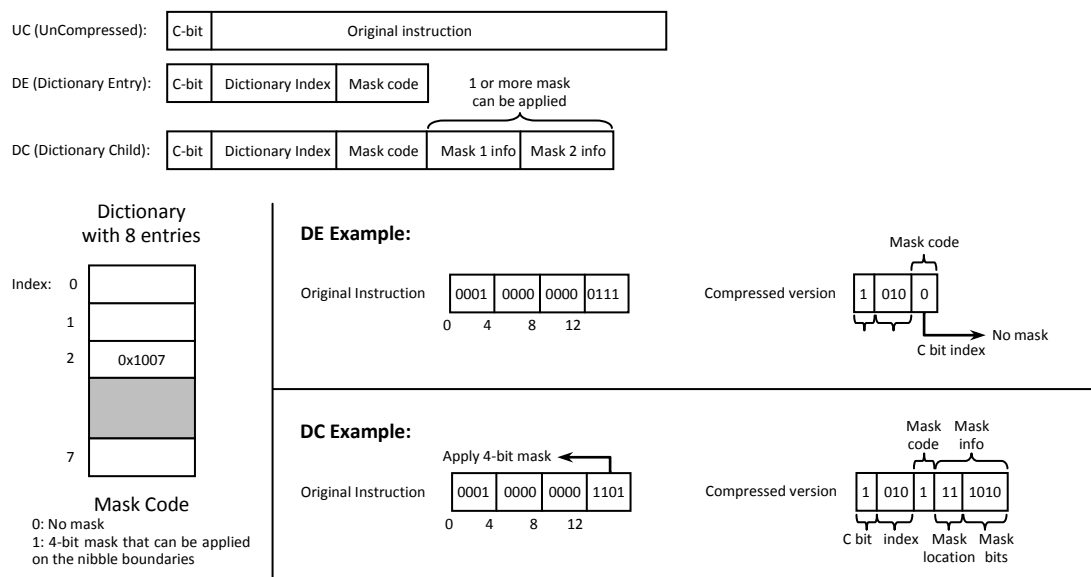 UC (UnCompressed): C-bit Original instruction
DE (Dictionary Entry): C-bit Dictionary Index Mask code
1 or more mask
can be applied
DC (Dictionary Child): C-bit Dictionary Index Mask code Mask 1 info Mask 2 info
Dictionary
with 8 entries
Index: 0
1
2 0x1007
7
Mask Code
0: No mask
1: 4-bit mask that can be applied
on the nibble boundaries
DE Example:
Original Instruction 0001 0000 0000 0111
0 4 8 12
Mask code
Compressed version 1 010 0
No mask
C bit index
DC Example:
Apply 4-bit mask
Original Instruction 0001 0000 0000 1101
0 4 8 12
Mask Mask
code info
Compressed version 1 010 1 11 1010
C bit index Mask Mask
location bits